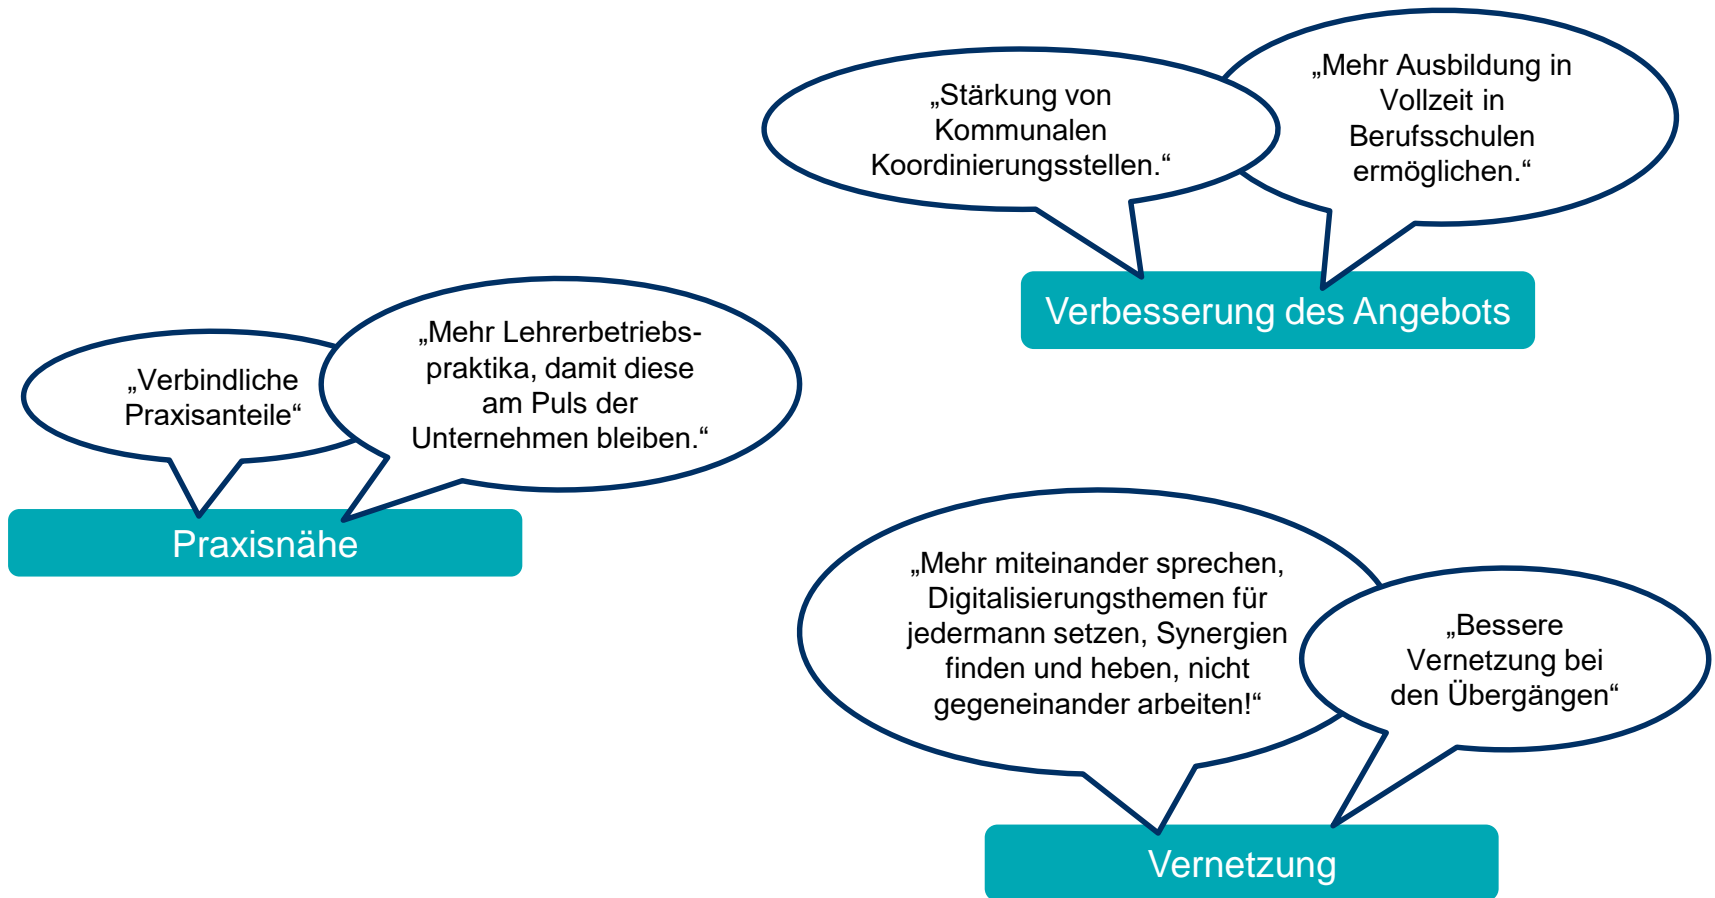 „Stärkung von
Kommunalen
Koordinierungsstellen.“
„Mehr Ausbildung in
Vollzeit in
Berufsschulen
ermöglichen.“
Verbesserung des Angebots
„Verbindliche
Praxisanteile“
„Mehr Lehrerbetriebs-
praktika, damit diese
am Puls der
Unternehmen bleiben.“
Praxisnähe
„Mehr miteinander sprechen,
Digitalisierungsthemen für
jedermann setzen, Synergien
finden und heben, nicht
gegeneinander arbeiten!“
„Bessere
Vernetzung bei
den Übergängen“
Vernetzung